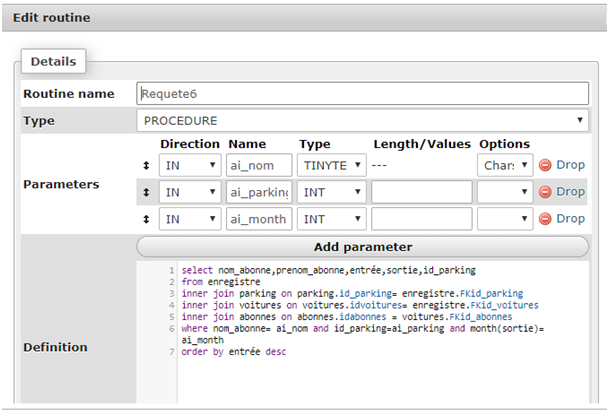 Edit routine
Details
Routine name Requete6
Type PROCEDURE
Direction Name Type Length/Values Options
Parameters
IN ai_nom TINYTE --- Chars Drop
IN ai_parking INT Drop
IN ai_month INT Drop
Add parameter
Definition
1 select nom_abonne,prenom_abonne,entrée,sortie,id_parking
2 from enregistre
3 inner join parking on parking.id_parking= enregistre.FKid_parking
4 inner join voitures on voitures.idvoitures= enregistre.FKid_voitures
5 inner join abonnes on abonnes.idabonnes = voitures.FKid_abonnes
6 where nom_abonne= ai_nom and id_parking=ai_parking and month(sortie)=
ai_month
7 order by entrée desc